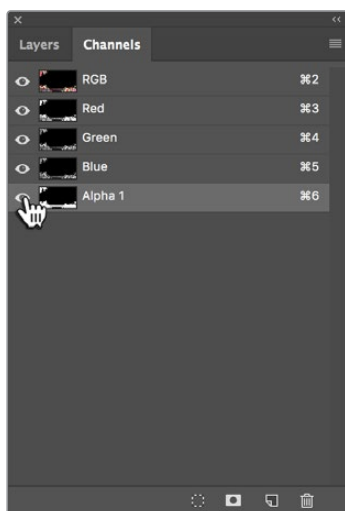 Layers Channels
RGB ⌘2
Red ⌘3
Green ⌘4
Blue ⌘5
Alpha 1 ⌘6